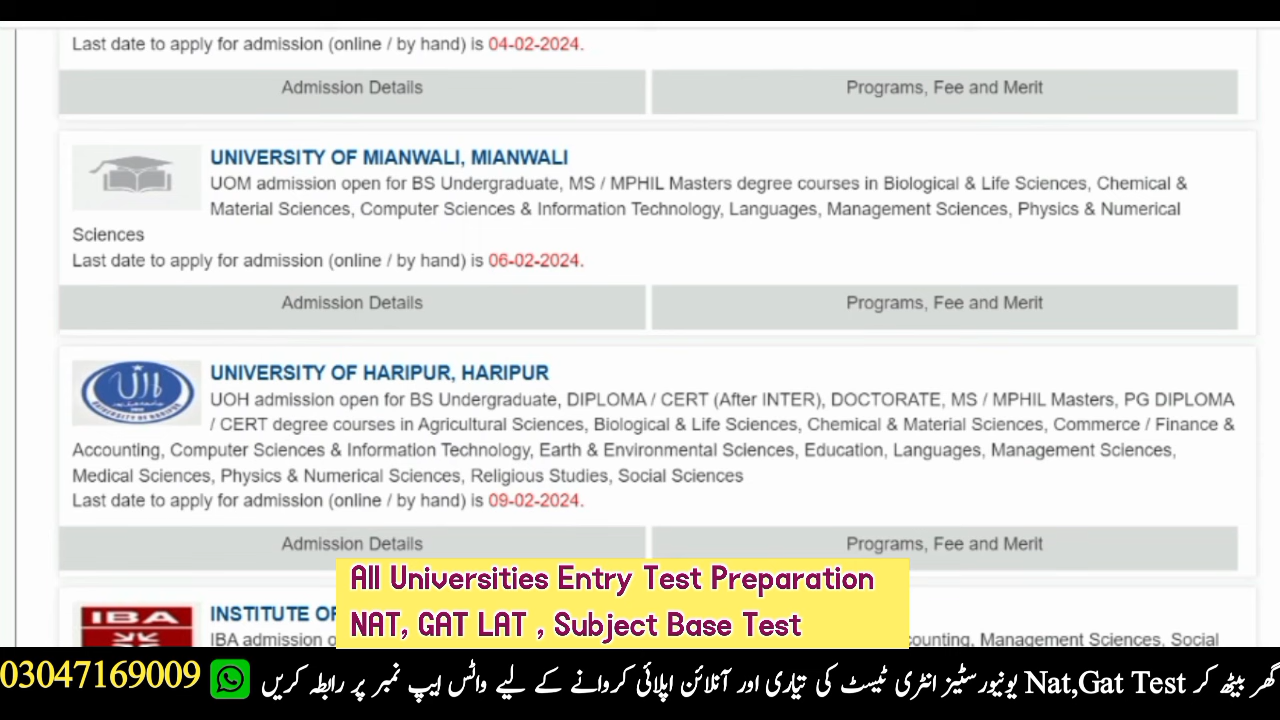 Last date to apply for admission (online / by hand) is 04-02-2024.
Admission Details
Programs, Fee and Merit
UNIVERSITY OF MIANWALI, MIANWALI
UOM admission open for BS Undergraduate, MS / MPHIL Masters degree courses in Biological & Life Sciences, Chemical &
Material Sciences, Computer Sciences & Information Technology, Languages, Management Sciences, Physics & Numerical
Sciences
Last date to apply for admission (online / by hand) is 06-02-2024.
Admission Details
Programs, Fee and Merit
UNIVERSITY OF HARIPUR, HARIPUR
UOH admission open for BS Undergraduate, DIPLOMA / CERT (After INTER), DOCTORATE, MS / MPHIL Masters, PG DIPLOMA
/ CERT degree courses in Agricultural Sciences, Biological & Life Sciences, Chemical & Material Sciences, Commerce / Finance &
Accounting, Computer Sciences & Information Technology, Earth & Environmental Sciences, Education, Languages, Management Sciences,
Medical Sciences, Physics & Numerical Sciences, Religious Studies, Social Sciences
Last date to apply for admission (online / by hand) is 09-02-2024.
Admission Details
Programs, Fee and Merit
All Universities Entry Test Preparation
NAT, GAT LAT , Subject Base Test
IBA
INSTITUTE OF
IBA admission
Management Sciences, Social
گھر بیٹھ کر Nat,Gat Test یونیورسٹیز انٹری ٹیسٹ کی تیاری اور آنلائن اپلائی کروانے کے لیے واٹس ایپ نمبر پر رابطہ کریں 03047169009